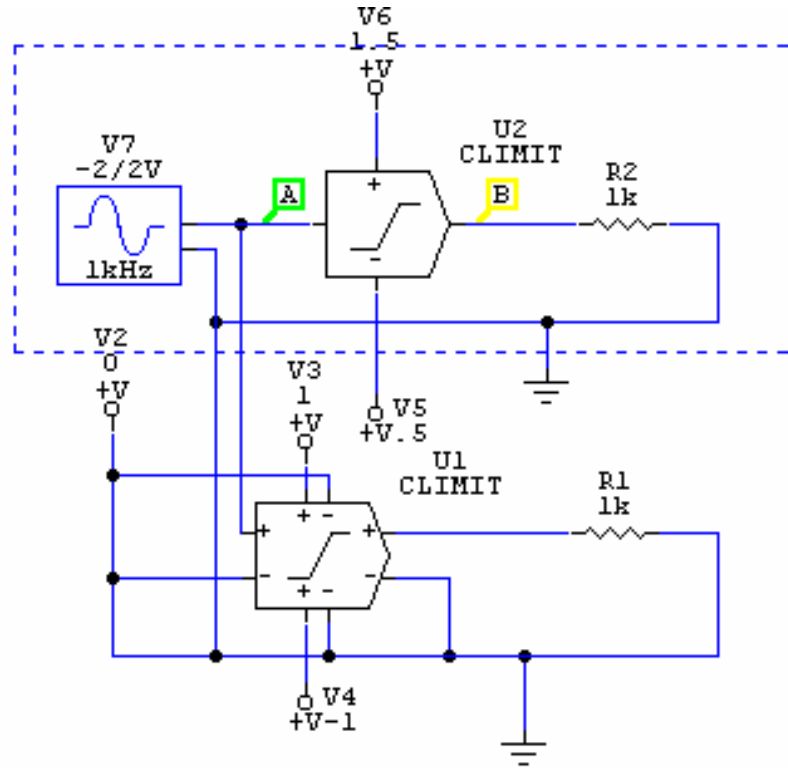 V6
1.5
+V
V7
-2/2V
1kHz
A
+
-
U2
CLIMIT
B
R2
1k
V2
0
+V
V3
1
+V
V5
+V.5
U1
CLIMIT
R1
1k
+ -
+ +
- -
+ -
V4
+V-1